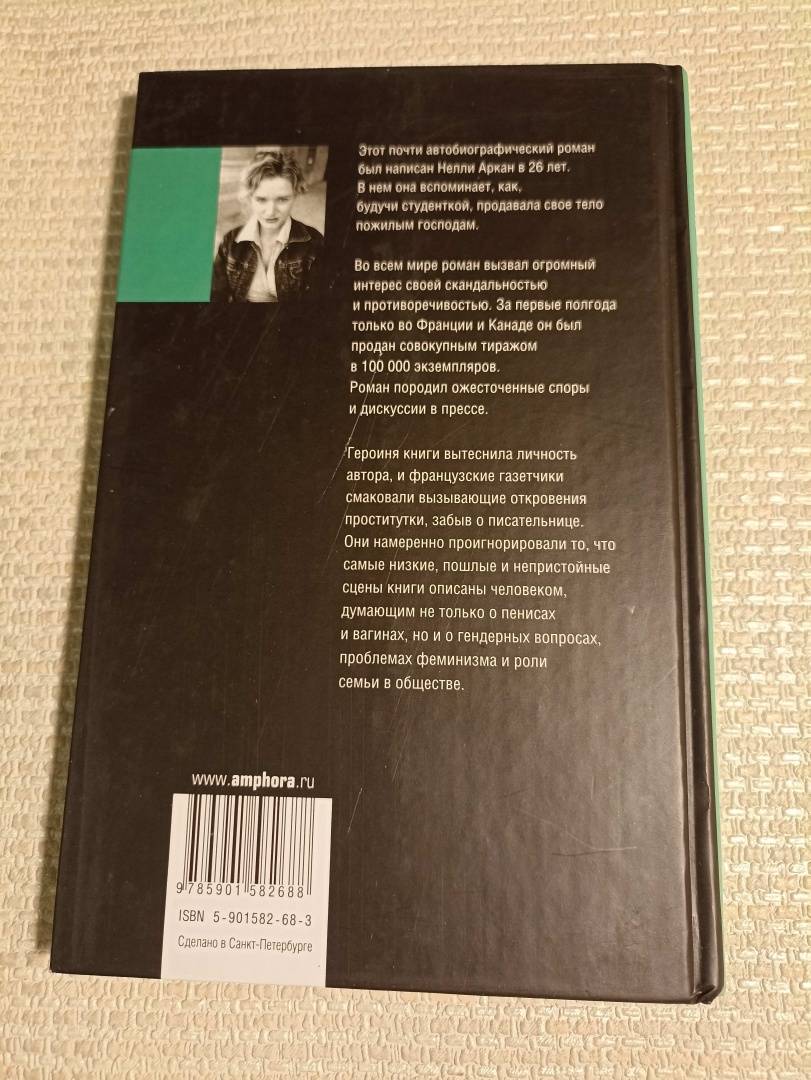 Этот почти автобиографический роман
был написан Нелли Аркан в 26 лет.
В нем она вспоминает, как,
будучи студенткой, продавала свое тело
пожилым господам.
Во всем мире роман вызвал огромный
интерес своей скандальностью
и противоречивостью. За первые полгода
только во Франции и Канаде он был
продан совокупным тиражом
в 100 000 экземпляров.
Роман породил ожесточенные споры
и дискуссии в прессе.
Героиня книги вытеснила личность
автора, и французские газетчики
смаковали вызывающие откровения
проститутки, забыв о писательнице.
Они намеренно проигнорировали то, что
самые низкие, пошлые и непристойные
сцены книги описаны человеком,
думающим не только о пенисах
и вагинах, но и о гендерных вопросах,
проблемах феминизма и роли
семьи в обществе.
www.amphora.ru
9 785901 582688
ISBN 5-901582-68-3
Сделано в Санкт-Петербурге